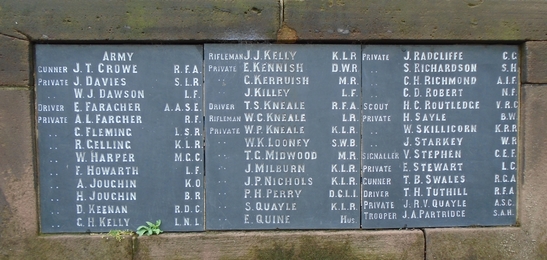 ARMY
GUNNER J. T. CROWE R.F.A.
PRIVATE J. DAVIES S.L.R.
.. W. J. DAWSON L.F.
DRIVER E. FARACHER A.A.S.E.
PRIVATE A. L. FARCHER R.F.
.. C. FLEMING L.S.R.
.. R. CELLING K.L.R.
.. W. HARPER M.G.C.
.. F. HOWARTH L.F.
.. A. JOUCHIN K.O.
.. H. JOUCHIN B.R.
.. D. KEENAN R.D.C.
.. C. H. KELLY L.N.L.
RIFLEMAN J. J. KELLY K.L.R.
PRIVATE E. KENNISH D.W.R.
.. C. KERRUISH M.R.
.. J. KILLEY L.F.
DRIVER T. S. KNEALE R.F.A.
RIFLEMAN W. C. KNEALE L.R.
PRIVATE W. P. KNEALE K.L.R.
.. W. K. LOONEY S.W.B.
.. T. C. MIDWOOD M.R.
.. J. MILBURN K.L.R.
.. J. P. NICHOLS K.L.R.
.. P. H. PERRY D.C.L.I.
.. S. QUAYLE K.L.R.
.. E. QUINE HUS.
PRIVATE J. RADCLIFFE C.C.
.. S. RICHARDSON S.H.
.. C. H. RICHMOND A.I.F.
.. C. D. ROBERT N.F.
SCOUT H. C. ROUTLEDGE V.R.C.
PRIVATE H. SAYLE B.W.
.. W. SKILLICORN K.R.R.
.. J. STARKEY W.R.
SIGNALLER V. STEPHEN C.E.F.
PRIVATE E. STEWART L.C.
GUNNER T. B. SWALES R.G.A.
DRIVER T. H. TUTHILL R.F.A.
PRIVATE J. R. V. QUAYLE A.S.C.
TROOPER J. A. PARTRIDGE S.A.H.